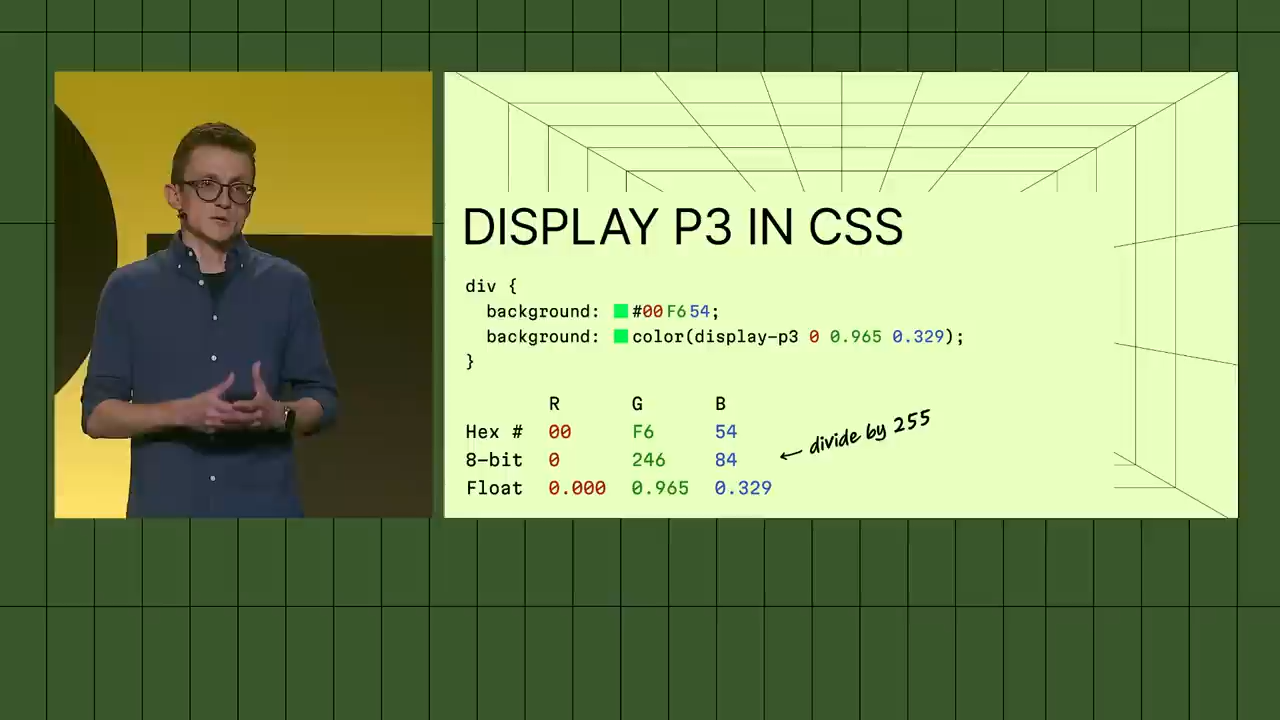 DISPLAY P3 IN CSS
div {
background: #00F654;
background: color(display-p3 0 0.965 0.329);
}
R G B
Hex # 00 F6 54
8-bit 0 246 84
← divide by 255
Float 0.000 0.965 0.329